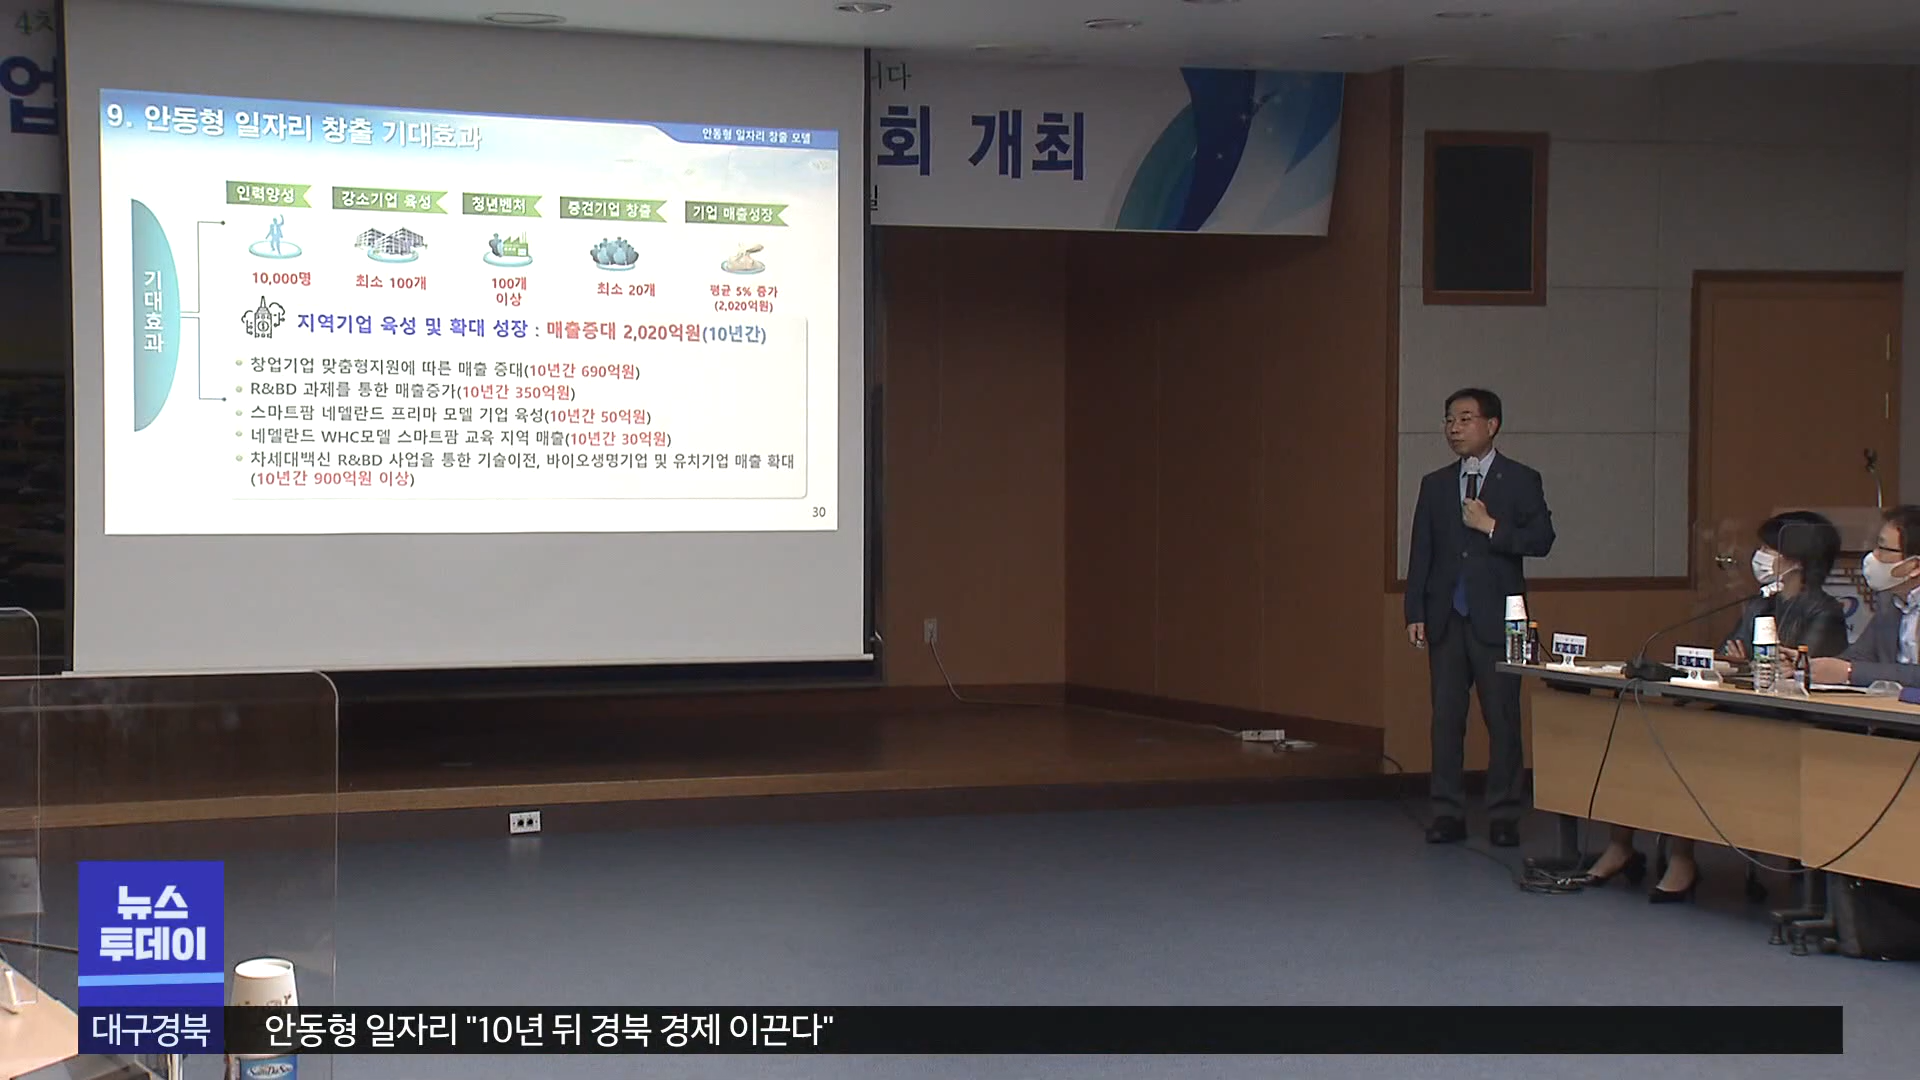 4차
업
니다
회 개최
9. 안동형 일자리 창출 기대효과
안동형 일자리 창출 모델
인력양성
강소기업 육성
청년벤처
중견기업 창출
기업 매출성장
10,000명
최소 100개
100개
이상
최소 20개
평균 5% 증가
(2,020억원)
기대효과
지역기업 육성 및 확대 성장 : 매출증대 2,020억원(10년간)
창업기업 맞춤형지원에 따른 매출 증대(10년간 690억원)
R&BD 과제를 통한 매출증가(10년간 350억원)
스마트팜 네델란드 프리마 모델 기업 육성(10년간 50억원)
네델란드 WHC모델 스마트팜 교육 지역 매출(10년간 30억원)
차세대백신 R&BD 사업을 통한 기술이전, 바이오생명기업 및 유치기업 매출 확대
(10년간 900억원 이상)
30
뉴스
투데이
대구경북
안동형 일자리 "10년 뒤 경북 경제 이끈다"